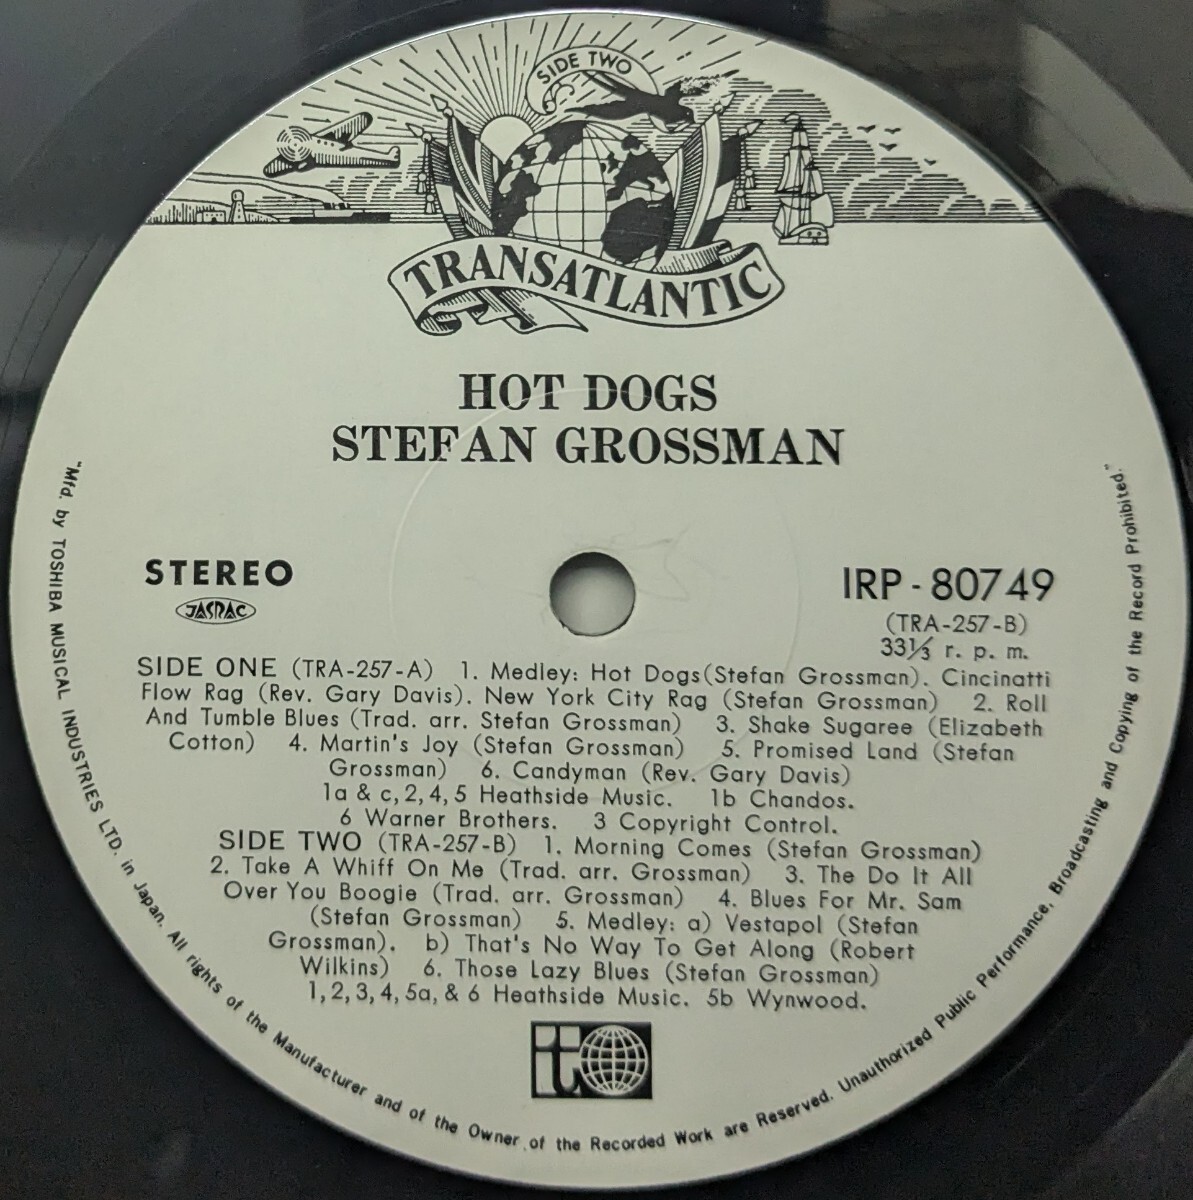 SIDE TWO
TRANSATLANTIC
HOT DOGS
STEFAN GROSSMAN
STEREO
JASRAC
IRP - 80749
(TRA-257-B)
33⅓ r. p. m.
SIDE ONE (TRA-257-A) 1. Medley: Hot Dogs(Stefan Grossman). Cincinatti
Flow Rag (Rev. Gary Davis). New York City Rag (Stefan Grossman) 2. Roll
And Tumble Blues (Trad. arr. Stefan Grossman) 3. Shake Sugaree (Elizabeth
Cotton) 4. Martin's Joy (Stefan Grossman) 5. Promised Land (Stefan
Grossman) 6. Candyman (Rev. Gary Davis)
1a & c, 2, 4, 5 Heathside Music. 1b Chandos.
6 Warner Brothers. 3 Copyright Control.
SIDE TWO (TRA-257-B) 1. Morning Comes (Stefan Grossman)
2. Take A Whiff On Me (Trad. arr. Grossman) 3. The Do It All
Over You Boogie (Trad. arr. Grossman) 4. Blues For Mr. Sam
(Stefan Grossman) 5. Medley: a) Vestapol (Stefan
Grossman). b) That's No Way To Get Along (Robert
Wilkins) 6. Those Lazy Blues (Stefan Grossman)
1, 2, 3, 4, 5a, & 6 Heathside Music. 5b Wynwood.
it
"Mfd. by TOSHIBA MUSICAL INDUSTRIES LTD. in Japan. All rights of the Manufacturer and of the Owner of the Recorded Work are Reserved. Unauthorized Public Performance, Broadcasting and Copying of the Record Prohibited."